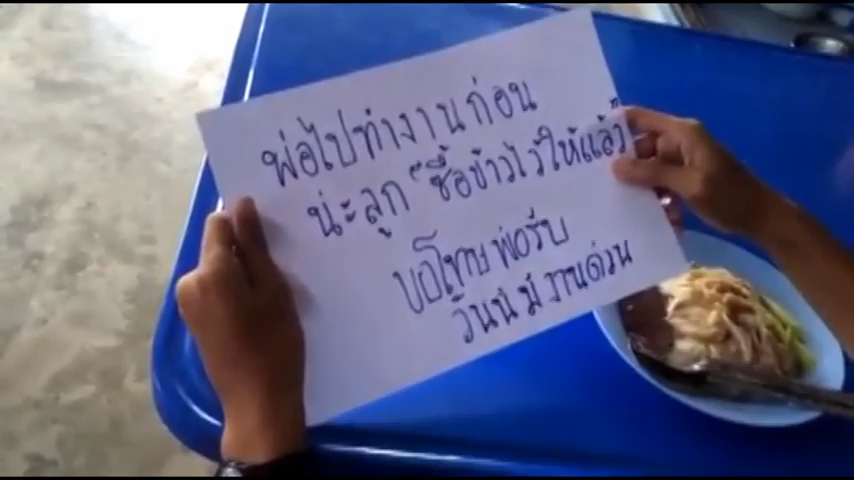 พ่อไปทำงานก่อน
น่ะลูก ซื้อข้าวไว้ให้แล้ว
ขอโทษพ่อรีบ
วันนี้มีงานด่วน